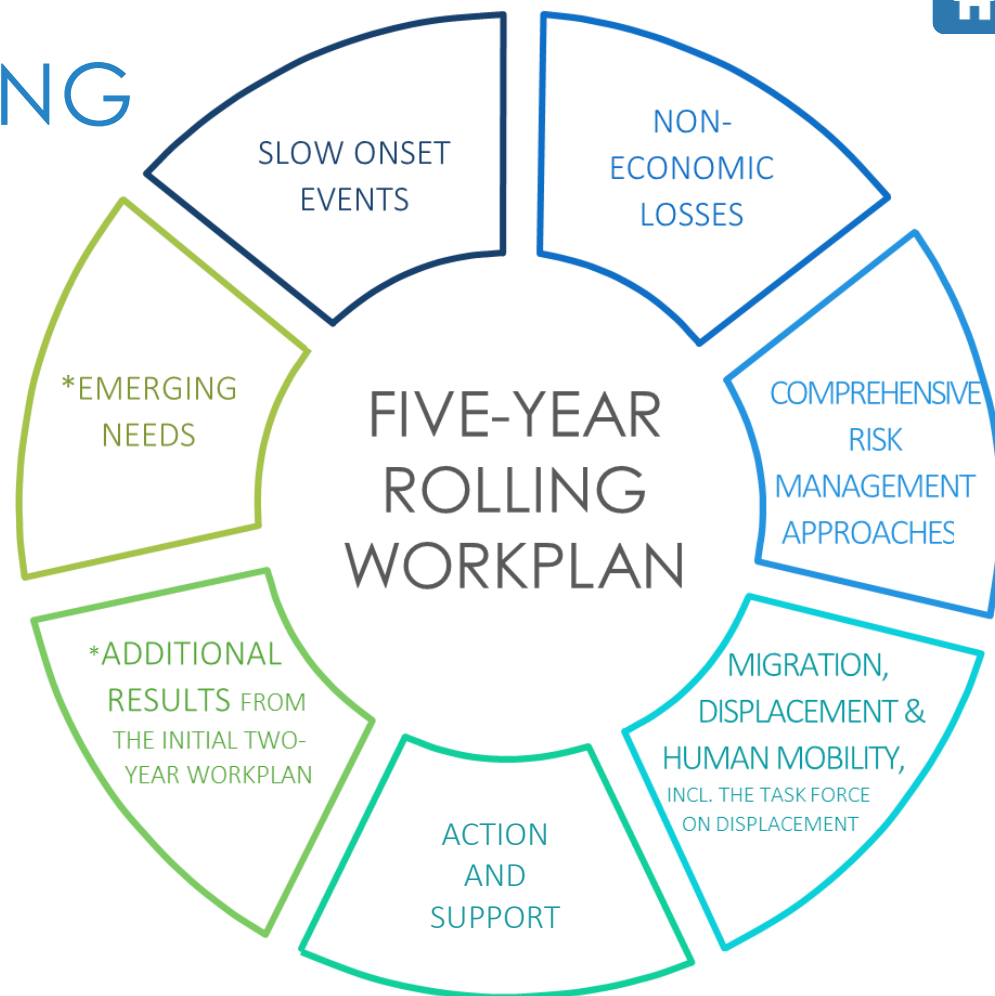 NG
SLOW ONSET
EVENTS
NON-
ECONOMIC
LOSSES
COMPREHENSIVE
RISK
MANAGEMENT
APPROACHES
MIGRATION,
DISPLACEMENT &
HUMAN MOBILITY,
INCL. THE TASK FORCE
ON DISPLACEMENT
ACTION
AND
SUPPORT
*ADDITIONAL
RESULTS FROM
THE INITIAL TWO-
YEAR WORKPLAN
*EMERGING
NEEDS
FIVE-YEAR
ROLLING
WORKPLAN